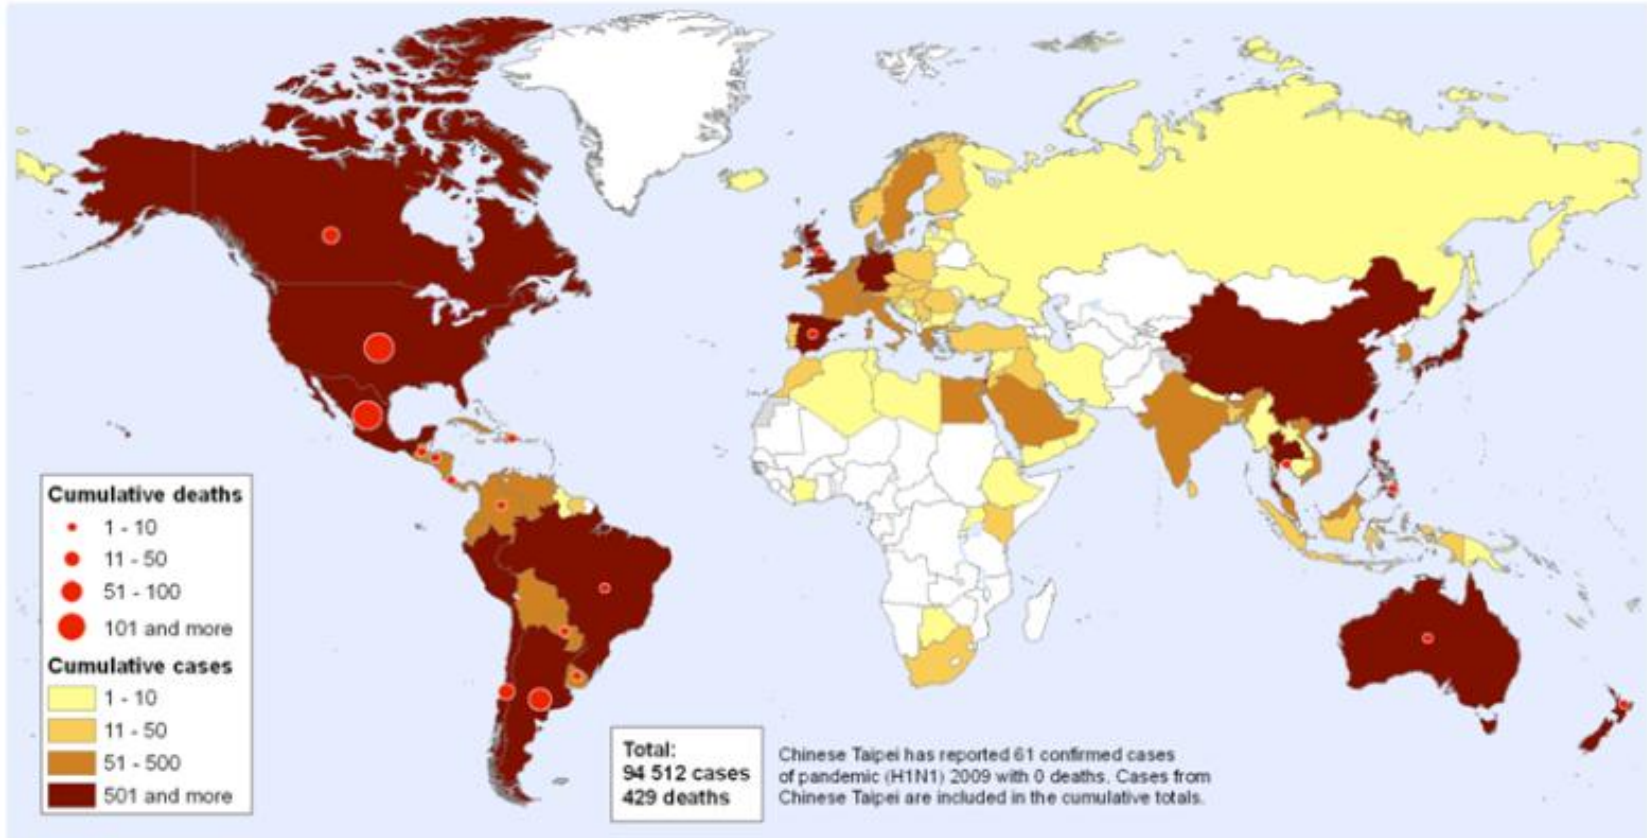 Cumulative deaths
1 - 10
11 - 50
51 - 100
101 and more
Cumulative cases
1 - 10
11 - 50
51 - 500
501 and more
Total:
94 512 cases
429 deaths
Chinese Taipei has reported 61 confirmed cases
of pandemic (H1N1) 2009 with 0 deaths. Cases from
Chinese Taipei are included in the cumulative totals.